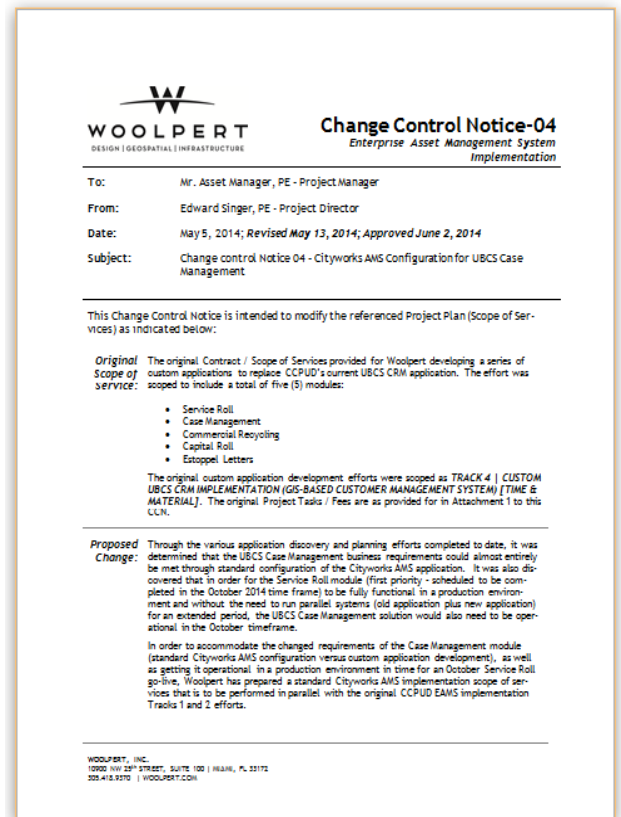 WOOLPERT
DESIGN | GEOSPATIAL | INFRASTRUCTURE
Change Control Notice-04
Enterprise Asset Management System
Implementation
To: Mr. Asset Manager, PE - Project Manager
From: Edward Singer, PE - Project Director
Date: May 5, 2014; Revised May 13, 2014; Approved June 2, 2014
Subject: Change control Notice 04 - Cityworks AMS Configuration for UBCS Case
Management
This Change Control Notice is intended to modify the referenced Project Plan (Scope of Ser-
vices) as indicated below:
Original Scope of service:
The original Contract / Scope of Services provided for Woolpert developing a series of
custom applications to replace CCPUD's current UBCS CRM application. The effort was
scoped to include a total of five (5) modules:
• Service Roll
• Case Management
• Commercial Recycling
• Capital Roll
• Estoppel Letters
The original custom application development efforts were scoped as TRACK 4 | CUSTOM
UBCS CRM IMPLEMENTATION (GIS-BASED CUSTOMER MANAGEMENT SYSTEM) [TIME &
MATERIAL]. The original Project Tasks / Fees are as provided for in Attachment 1 to this
CCN.
Proposed Change:
Through the various application discovery and planning efforts completed to date, it was
determined that the UBCS Case Management business requirements could almost entirely
be met through standard configuration of the Cityworks AMS application. It was also dis-
covered that in order for the Service Roll module (first priority - scheduled to be com-
pleted in the October 2014 time frame) to be fully functional in a production environ-
ment and without the need to run parallel systems (old application plus new application)
for an extended period, the UBCS Case Management solution would also need to be oper-
ational in the October timeframe.
In order to accommodate the changed requirements of the Case Management module
(standard Cityworks AMS configuration versus custom application development), as well
as getting it operational in a production environment in time for an October Service Roll
go-live, Woolpert has prepared a standard Cityworks AMS implementation scope of ser-
vices that is to be performed in parallel with the original CCPUD EAMS implementation
Tracks 1 and 2 efforts.
WOOLPERT, INC.
10900 NW 25th STREET, SUITE 100 | MIAMI, FL 33172
305.418.9370 | WOOLPERT.COM